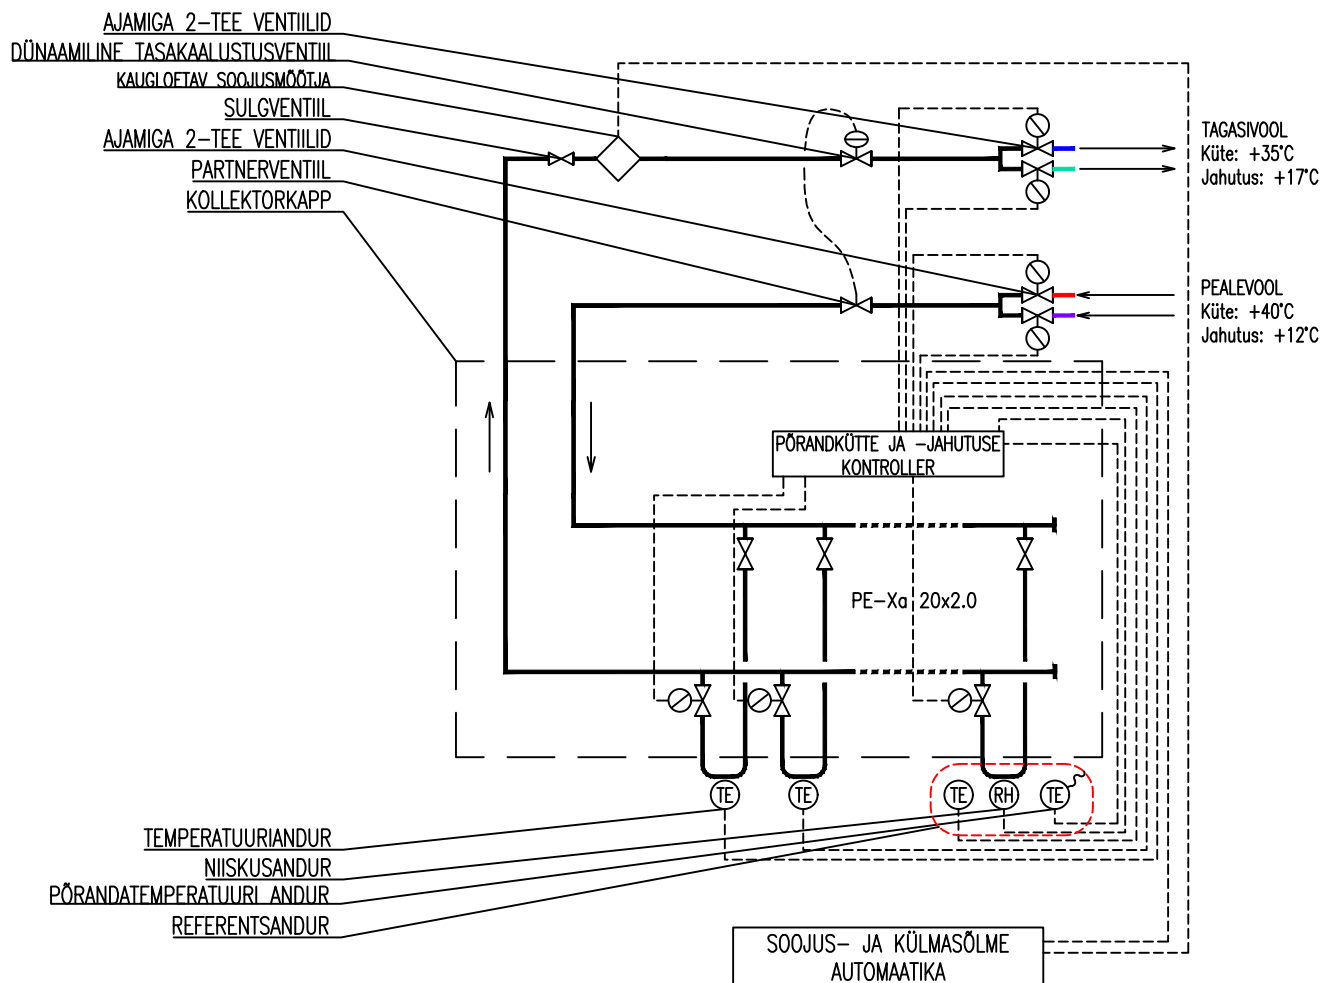 AJAMIGA 2-TEE VENTIILID
DÜNAAMILINE TASAKAALUSTUSVENTIIL
KAUGLOETAV SOOJUSMÕÕTJA
SULGVENTIIL
AJAMIGA 2-TEE VENTIILID
PARTNERVENTIIL
KOLLEKTORKAPP
TAGASIVOOL
Küte: +35°C
Jahutus: +17°C
PEALEVOOL
Küte: +40°C
Jahutus: +12°C
PÕRANDKÜTTE JA -JAHUTUSE
KONTROLLER
PE-Xa 20x2.0
TE
TE
TE
RH
TE
TEMPERATUURIANDUR
NIISKUSANDUR
PÕRANDATEMPERATUURI ANDUR
REFERENTSANDUR
SOOJUS- JA KÜLMASÕLME
AUTOMAATIKA